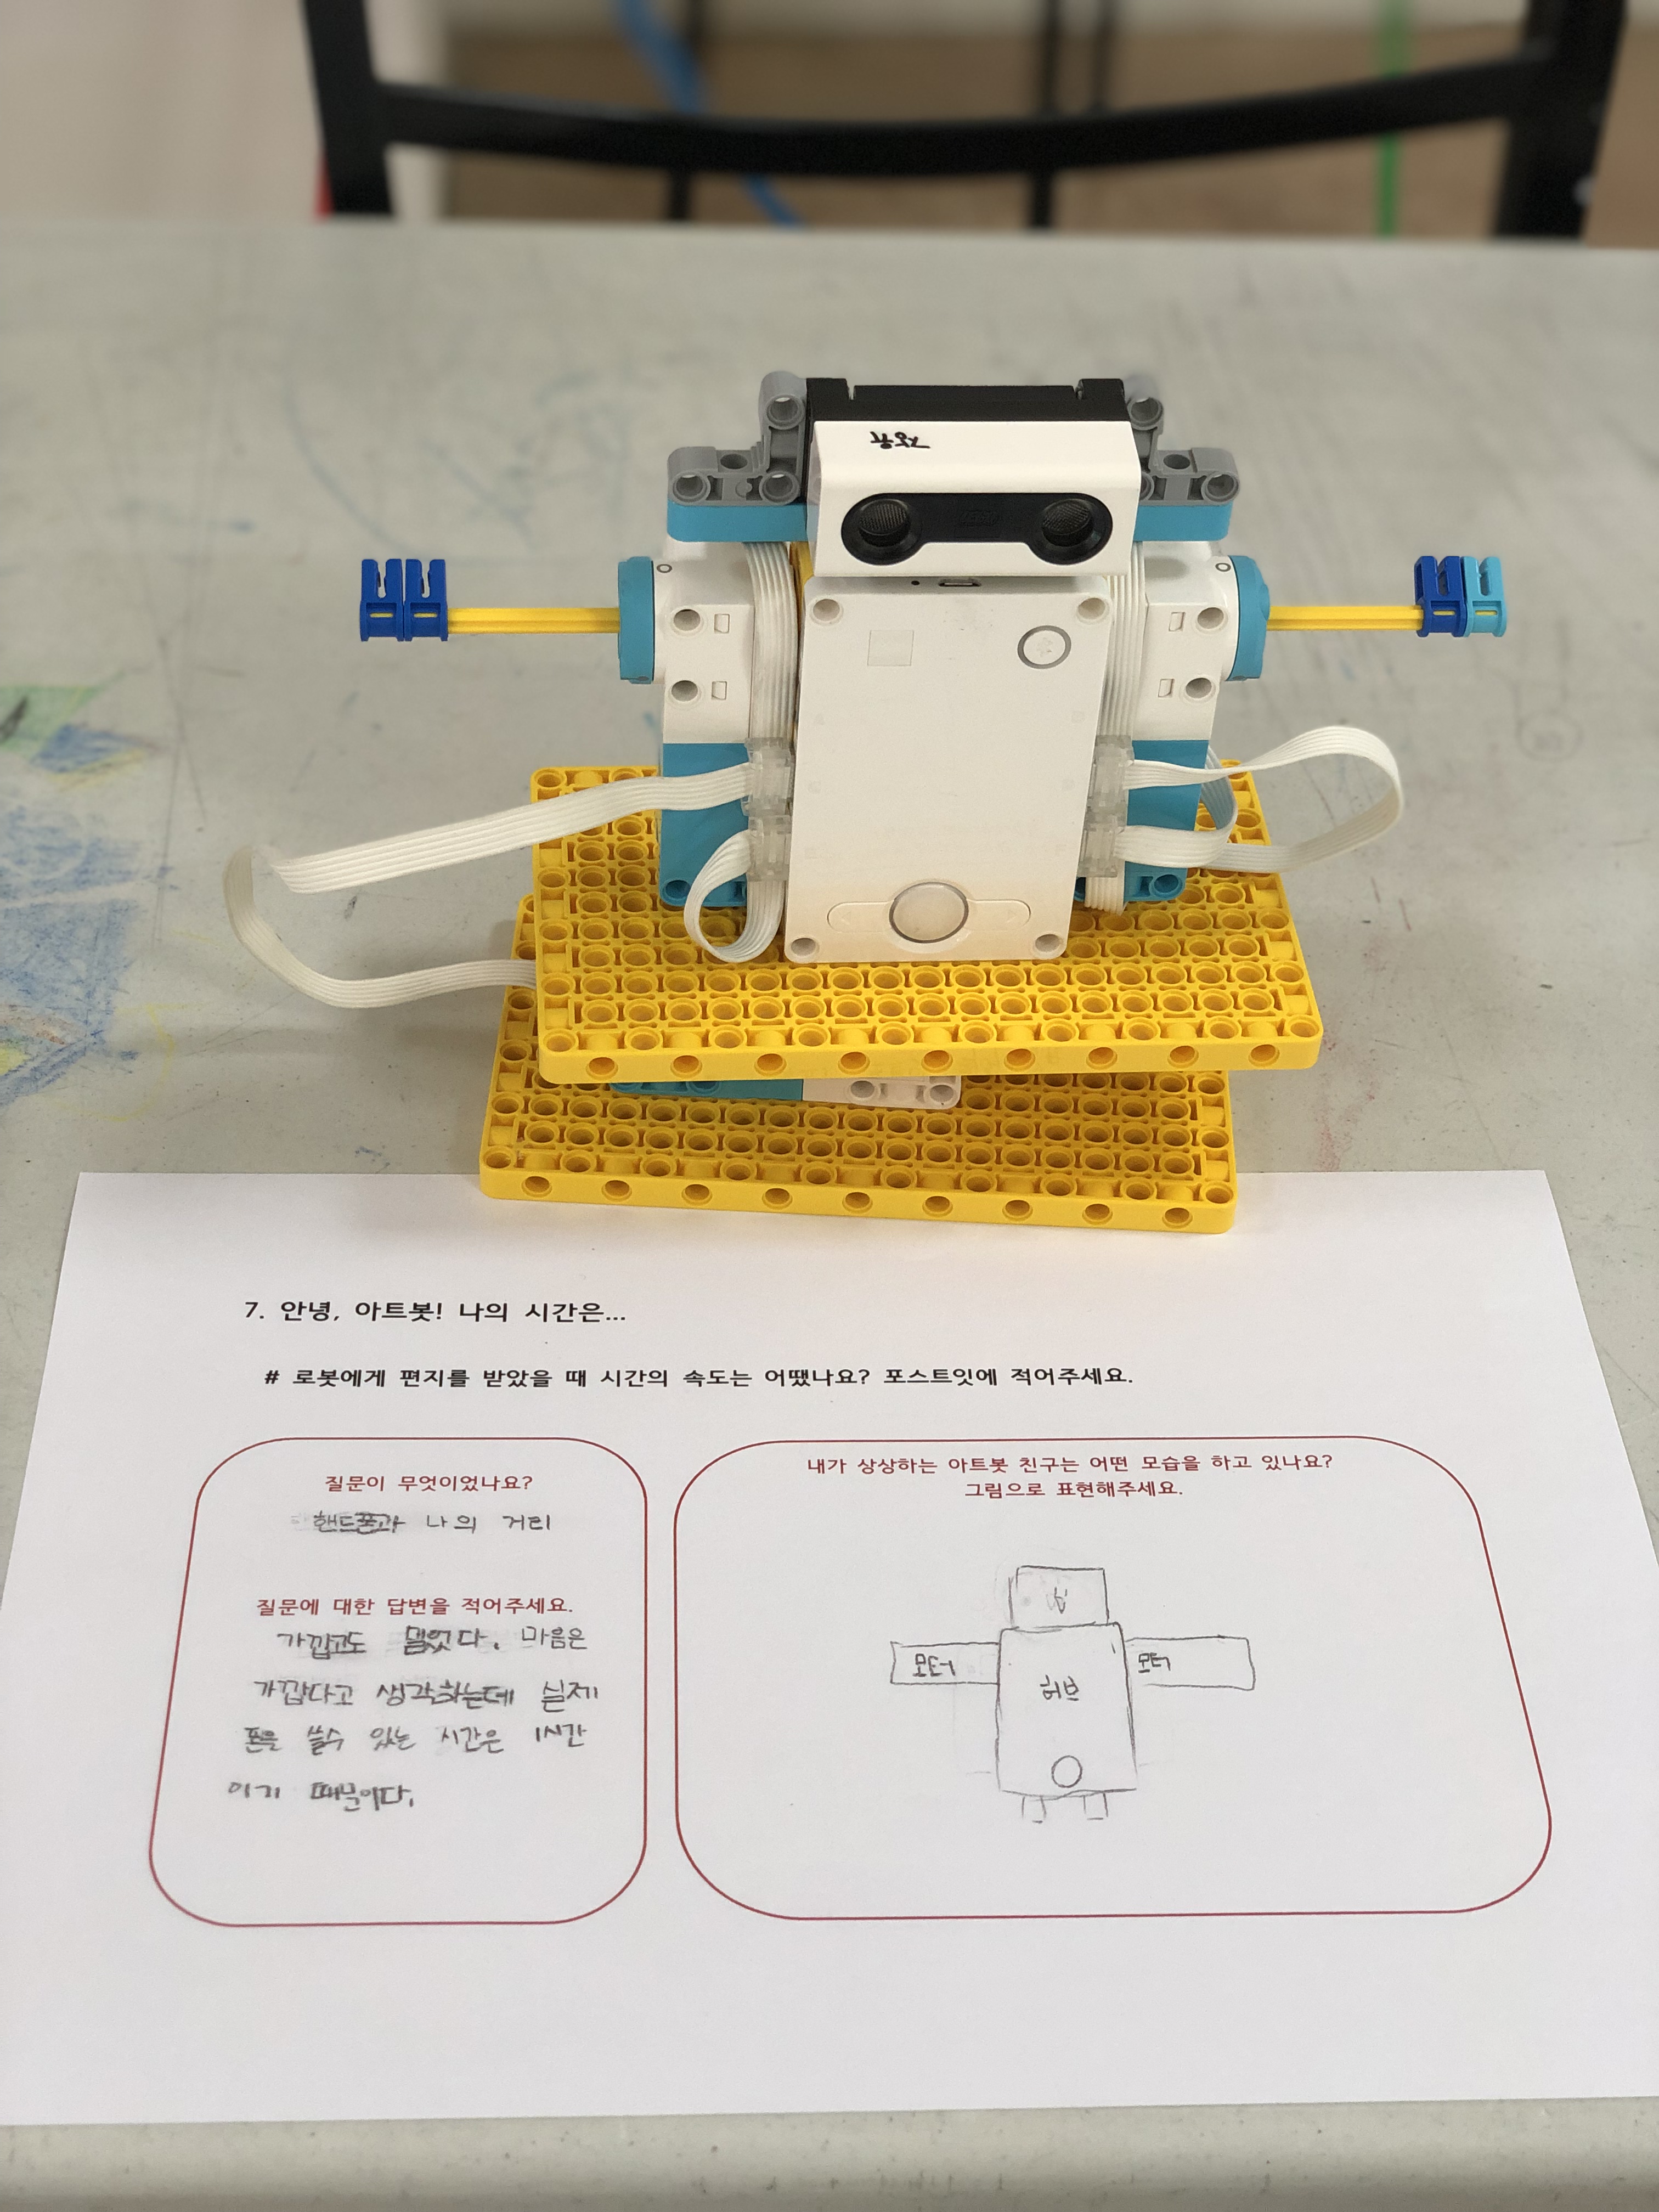 7. 안녕, 아트봇! 나의 시간은...
# 로봇에게 편지를 받았을 때 시간의 속도는 어땠나요? 포스트잇에 적어주세요.
질문이 무엇이었나요?
핸드폰과 나의 거리
질문에 대한 답변을 적어주세요.
가깝고도 멀었다. 마음은
가깝다고 생각하는데 실제
폰을 쓸수 있는 시간은 1시간
이기 때문이다.
내가 상상하는 아트봇 친구는 어떤 모습을 하고 있나요?
그림으로 표현해주세요.
모터
모터
허브